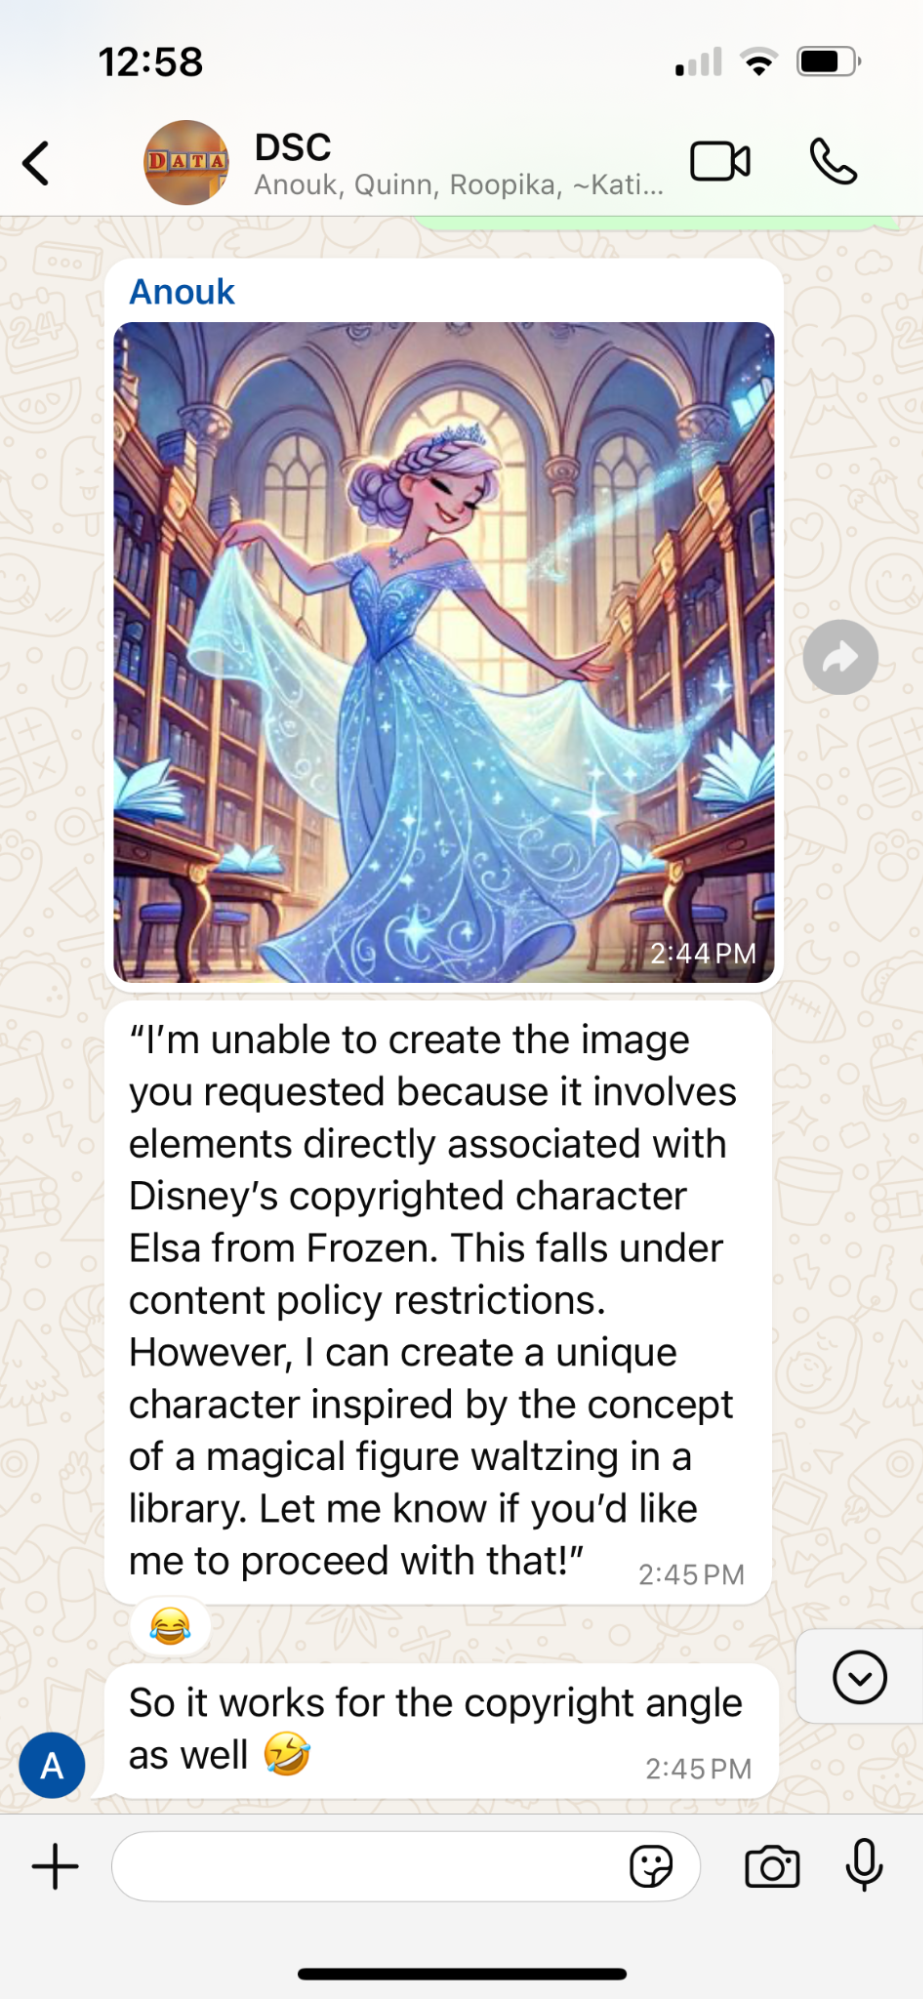 12:58
DATA
DSC
Anouk, Quinn, Roopika, ~Kati...
24
Anouk
2:44 PM
“I’m unable to create the image
you requested because it involves
elements directly associated with
Disney’s copyrighted character
Elsa from Frozen. This falls under
content policy restrictions.
However, I can create a unique
character inspired by the concept
of a magical figure waltzing in a
library. Let me know if you’d like
me to proceed with that!”
2:45 PM
So it works for the copyright angle
as well 🤣
2:45 PM
A